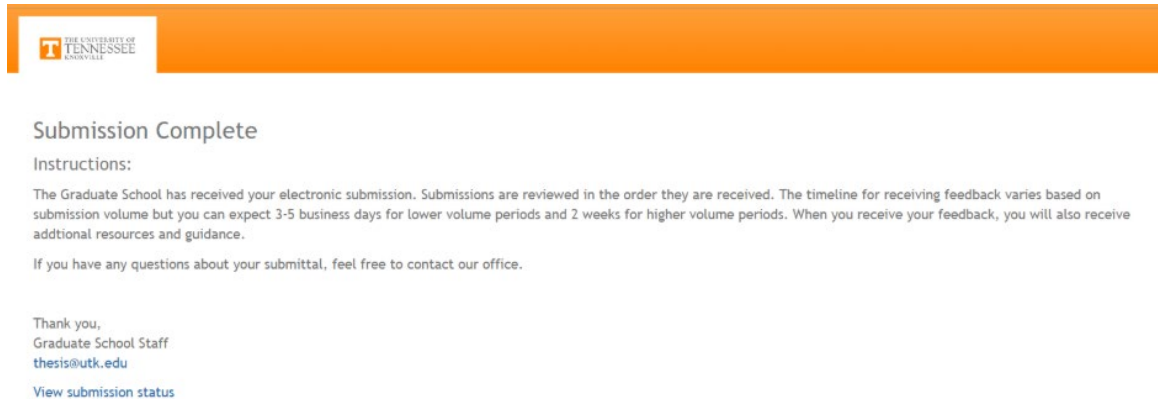 THE UNIVERSITY OF
TENNESSEE
KNOXVILLE
Submission Complete
Instructions:
The Graduate School has received your electronic submission. Submissions are reviewed in the order they are received. The timeline for receiving feedback varies based on
submission volume but you can expect 3-5 business days for lower volume periods and 2 weeks for higher volume periods. When you receive your feedback, you will also receive
addtional resources and guidance.
If you have any questions about your submittal, feel free to contact our office.
Thank you,
Graduate School Staff
thesis@utk.edu
View submission status